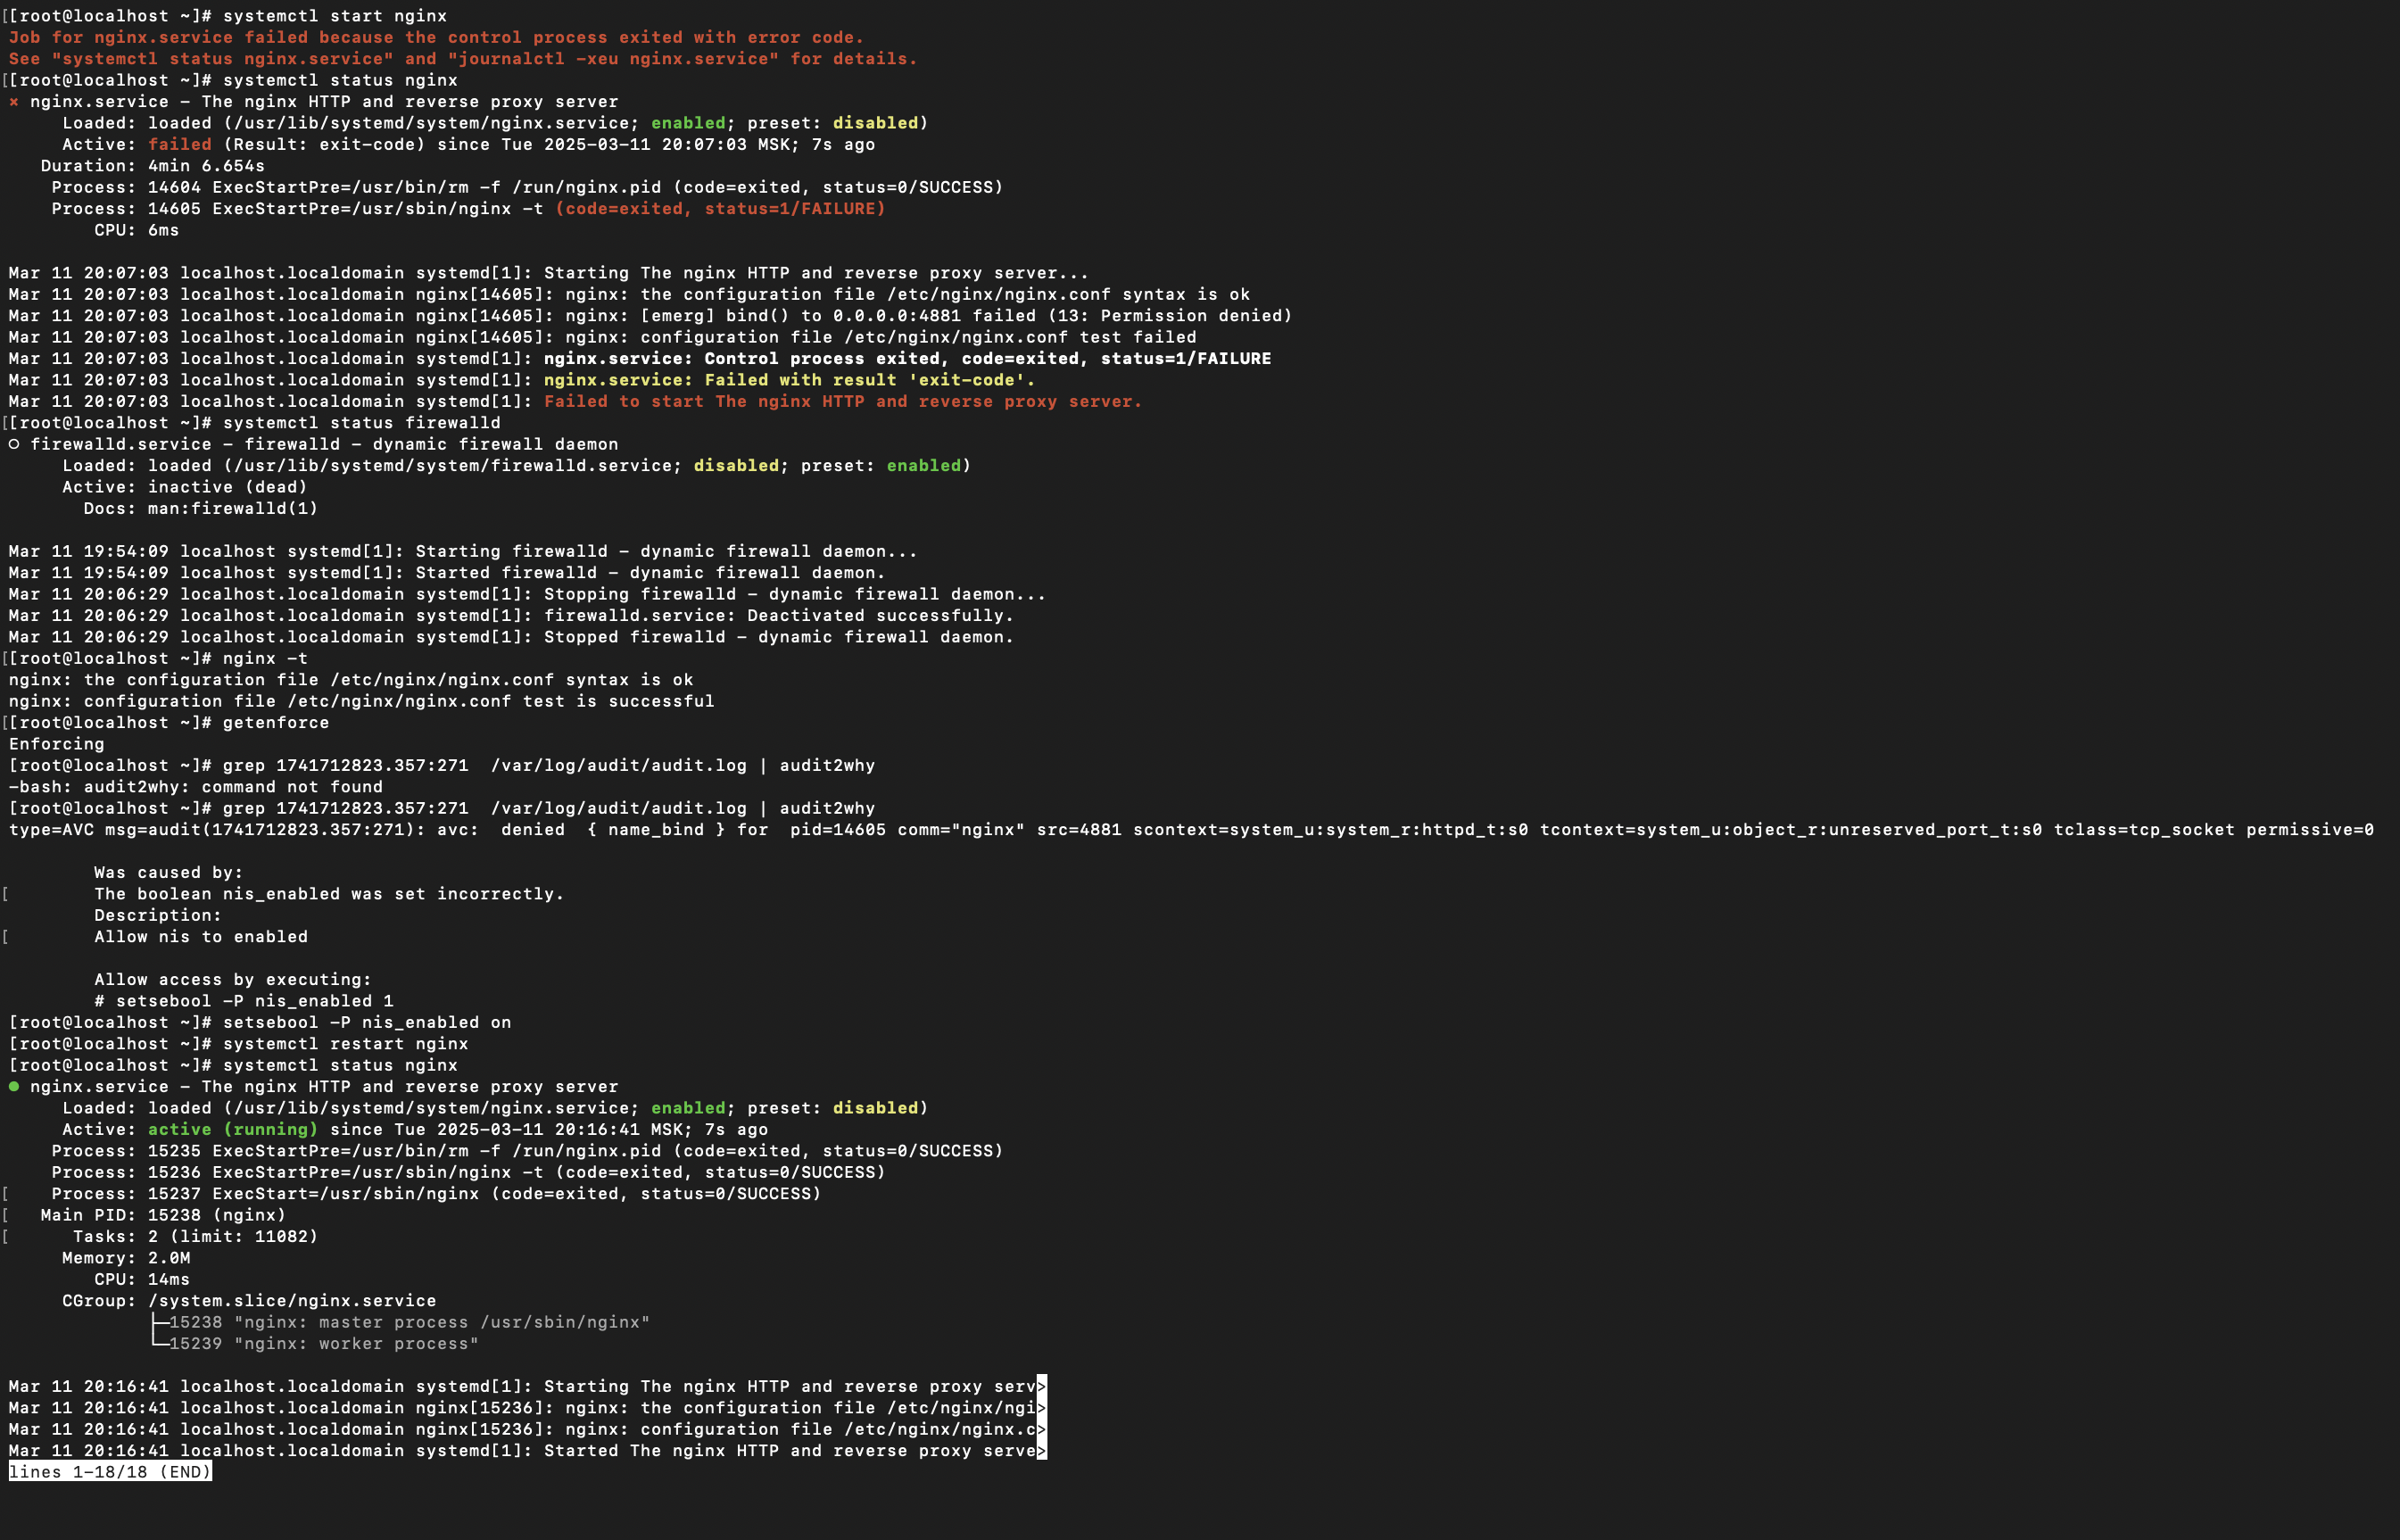 [[root@localhost ~]# systemctl start nginx
Job for nginx.service failed because the control process exited with error code.
See "systemctl status nginx.service" and "journalctl -xeu nginx.service" for details.
[[root@localhost ~]# systemctl status nginx
× nginx.service - The nginx HTTP and reverse proxy server
     Loaded: loaded (/usr/lib/systemd/system/nginx.service; enabled; preset: disabled)
     Active: failed (Result: exit-code) since Tue 2025-03-11 20:07:03 MSK; 7s ago
   Duration: 4min 6.654s
    Process: 14604 ExecStartPre=/usr/bin/rm -f /run/nginx.pid (code=exited, status=0/SUCCESS)
    Process: 14605 ExecStartPre=/usr/sbin/nginx -t (code=exited, status=1/FAILURE)
        CPU: 6ms

Mar 11 20:07:03 localhost.localdomain systemd[1]: Starting The nginx HTTP and reverse proxy server...
Mar 11 20:07:03 localhost.localdomain nginx[14605]: nginx: the configuration file /etc/nginx/nginx.conf syntax is ok
Mar 11 20:07:03 localhost.localdomain nginx[14605]: nginx: [emerg] bind() to 0.0.0.0:4881 failed (13: Permission denied)
Mar 11 20:07:03 localhost.localdomain nginx[14605]: nginx: configuration file /etc/nginx/nginx.conf test failed
Mar 11 20:07:03 localhost.localdomain systemd[1]: nginx.service: Control process exited, code=exited, status=1/FAILURE
Mar 11 20:07:03 localhost.localdomain systemd[1]: nginx.service: Failed with result 'exit-code'.
Mar 11 20:07:03 localhost.localdomain systemd[1]: Failed to start The nginx HTTP and reverse proxy server.
[[root@localhost ~]# systemctl status firewalld
○ firewalld.service - firewalld - dynamic firewall daemon
     Loaded: loaded (/usr/lib/systemd/system/firewalld.service; disabled; preset: enabled)
     Active: inactive (dead)
       Docs: man:firewalld(1)

Mar 11 19:54:09 localhost systemd[1]: Starting firewalld - dynamic firewall daemon...
Mar 11 19:54:09 localhost systemd[1]: Started firewalld - dynamic firewall daemon.
Mar 11 20:06:29 localhost.localdomain systemd[1]: Stopping firewalld - dynamic firewall daemon...
Mar 11 20:06:29 localhost.localdomain systemd[1]: firewalld.service: Deactivated successfully.
Mar 11 20:06:29 localhost.localdomain systemd[1]: Stopped firewalld - dynamic firewall daemon.
[[root@localhost ~]# nginx -t
nginx: the configuration file /etc/nginx/nginx.conf syntax is ok
nginx: configuration file /etc/nginx/nginx.conf test is successful
[[root@localhost ~]# getenforce
Enforcing
[root@localhost ~]# grep 1741712823.357:271  /var/log/audit/audit.log | audit2why
-bash: audit2why: command not found
[root@localhost ~]# grep 1741712823.357:271  /var/log/audit/audit.log | audit2why
type=AVC msg=audit(1741712823.357:271): avc:  denied  { name_bind } for  pid=14605 comm="nginx" src=4881 scontext=system_u:system_r:httpd_t:s0 tcontext=system_u:object_r:unreserved_port_t:s0 tclass=tcp_socket permissive=0

        Was caused by:
[       The boolean nis_enabled was set incorrectly.
        Description:
[       Allow nis to enabled

        Allow access by executing:
        # setsebool -P nis_enabled 1
[root@localhost ~]# setsebool -P nis_enabled on
[root@localhost ~]# systemctl restart nginx
[root@localhost ~]# systemctl status nginx
● nginx.service - The nginx HTTP and reverse proxy server
     Loaded: loaded (/usr/lib/systemd/system/nginx.service; enabled; preset: disabled)
     Active: active (running) since Tue 2025-03-11 20:16:41 MSK; 7s ago
    Process: 15235 ExecStartPre=/usr/bin/rm -f /run/nginx.pid (code=exited, status=0/SUCCESS)
    Process: 15236 ExecStartPre=/usr/sbin/nginx -t (code=exited, status=0/SUCCESS)
[   Process: 15237 ExecStart=/usr/sbin/nginx (code=exited, status=0/SUCCESS)
[  Main PID: 15238 (nginx)
[     Tasks: 2 (limit: 11082)
     Memory: 2.0M
        CPU: 14ms
     CGroup: /system.slice/nginx.service
             ├─15238 "nginx: master process /usr/sbin/nginx"
             └─15239 "nginx: worker process"

Mar 11 20:16:41 localhost.localdomain systemd[1]: Starting The nginx HTTP and reverse proxy serv>
Mar 11 20:16:41 localhost.localdomain nginx[15236]: nginx: the configuration file /etc/nginx/ngi>
Mar 11 20:16:41 localhost.localdomain nginx[15236]: nginx: configuration file /etc/nginx/nginx.c>
Mar 11 20:16:41 localhost.localdomain systemd[1]: Started The nginx HTTP and reverse proxy serve>
lines 1-18/18 (END)